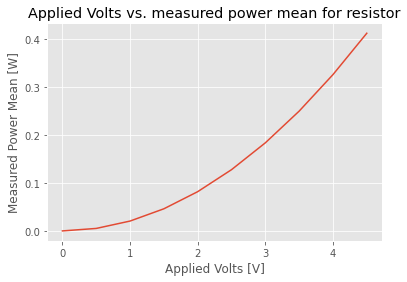 Applied Volts vs. measured power mean for resistor
0.4
0.3
0.2
0.1
0.0
Measured Power Mean [W]
0 1 2 3 4
Applied Volts [V]